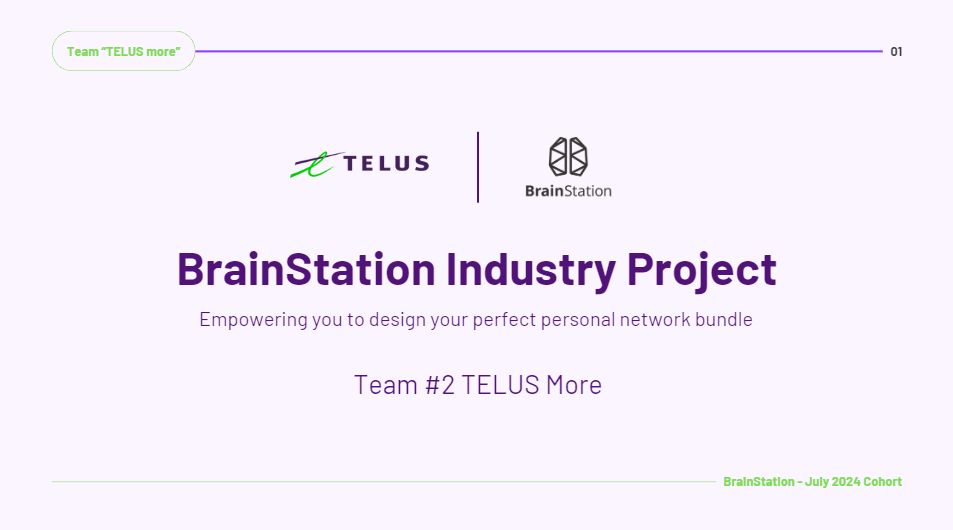 Team “TELUS more”
01
TELUS
BrainStation
BrainStation Industry Project
Empowering you to design your perfect personal network bundle
Team #2 TELUS More
BrainStation - July 2024 Cohort